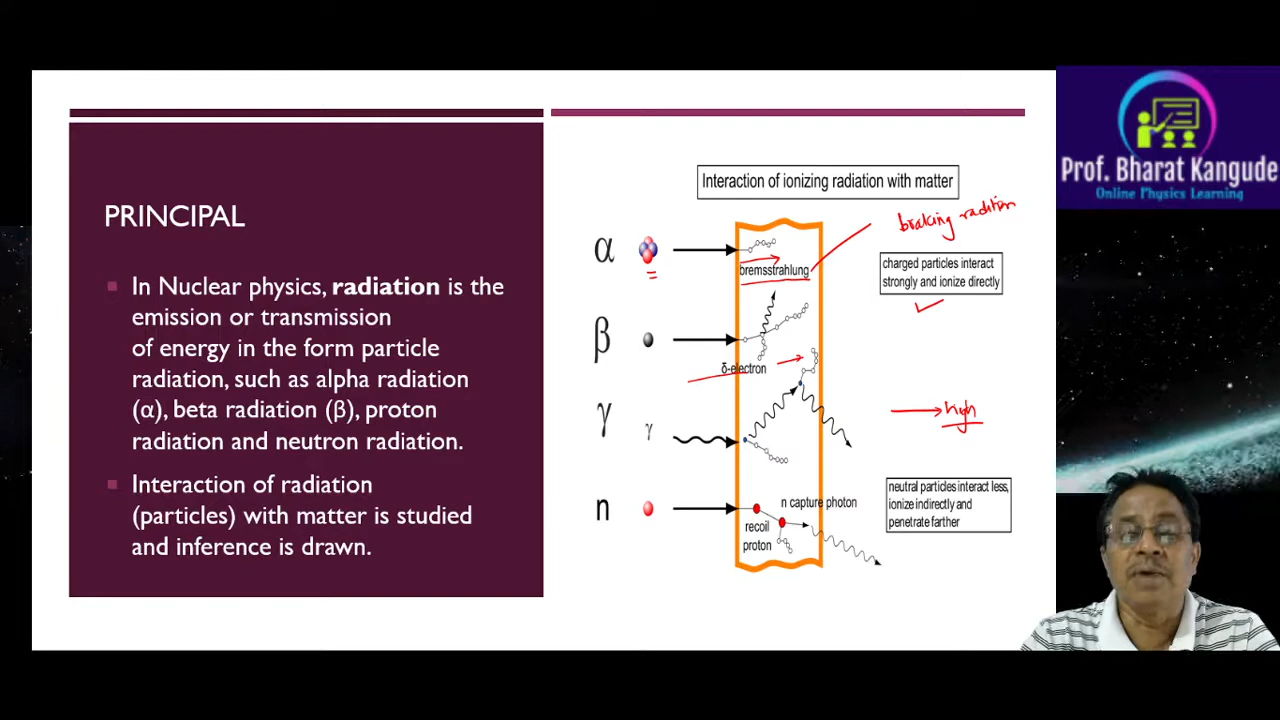 PRINCIPAL
In Nuclear physics, radiation is the
emission or transmission
of energy in the form particle
radiation, such as alpha radiation
(α), beta radiation (β), proton
radiation and neutron radiation.
Interaction of radiation
(particles) with matter is studied
and inference is drawn.
Interaction of ionizing radiation with matter
braking radition
α
bremsstrahlung
charged particles interact
strongly and ionize directly
β
δ-electron
γ
γ
high
n
n capture photon
recoil
proton
neutral particles interact less,
ionize indirectly and
penetrate farther
Prof. Bharat Kangude
Online Physics Learning